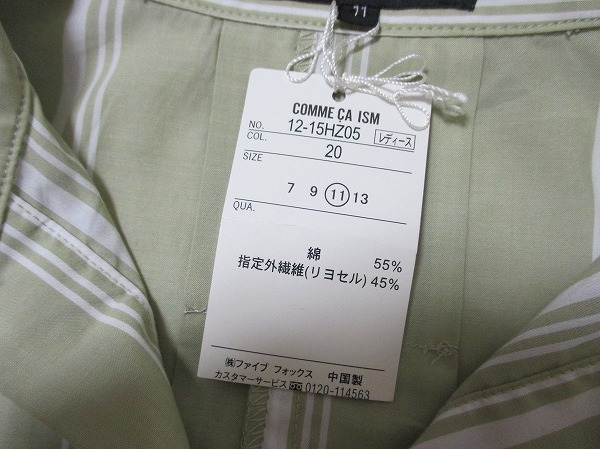 11
COMME ÇA ISM
NO. 12-15HZ05 レディース
COL. 20
SIZE
7 9 11 13
QUA.
綿 55%
指定外繊維(リヨセル) 45%
㈱ファイブ フォックス 中国製
カスタマーサービス 0120-114563